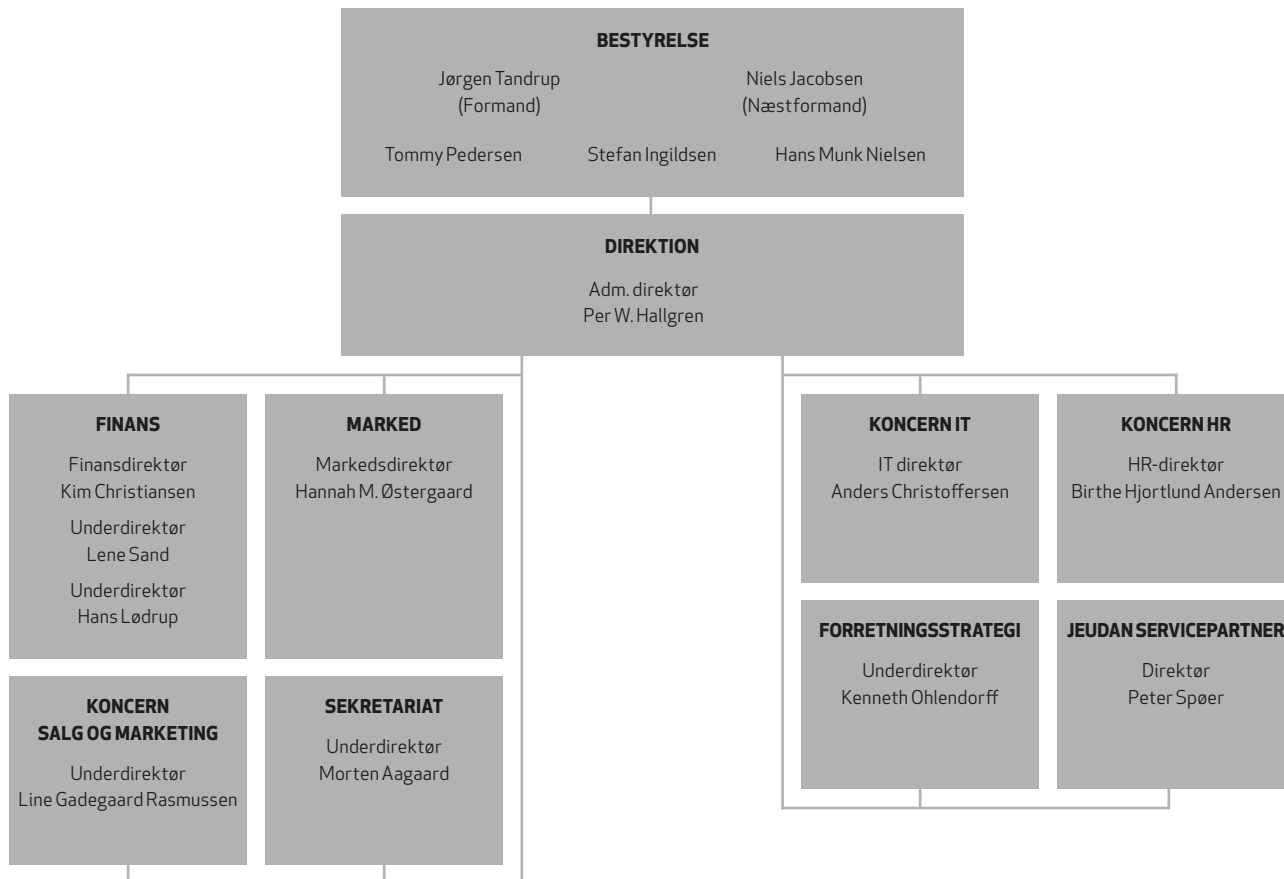 BESTYRELSE
Jørgen Tandrup
(Formand)
Niels Jacobsen
(Næstformand)
Tommy Pedersen
Stefan Ingildsen
Hans Munk Nielsen
DIREKTION
Adm. direktør
Per W. Hallgren
FINANS
Finansdirektør
Kim Christiansen
Underdirektør
Lene Sand
Underdirektør
Hans Lødrup
MARKED
Markedsdirektør
Hannah M. Østergaard
KONCERN IT
IT direktør
Anders Christoffersen
KONCERN HR
HR-direktør
Birthe Hjortlund Andersen
KONCERN
SALG OG MARKETING
Underdirektør
Line Gadegaard Rasmussen
SEKRETARIAT
Underdirektør
Morten Aagaard
FORRETNINGSSTRATEGI
Underdirektør
Kenneth Ohlendorff
JEUDAN SERVICEPARTNER
Direktør
Peter Spøer